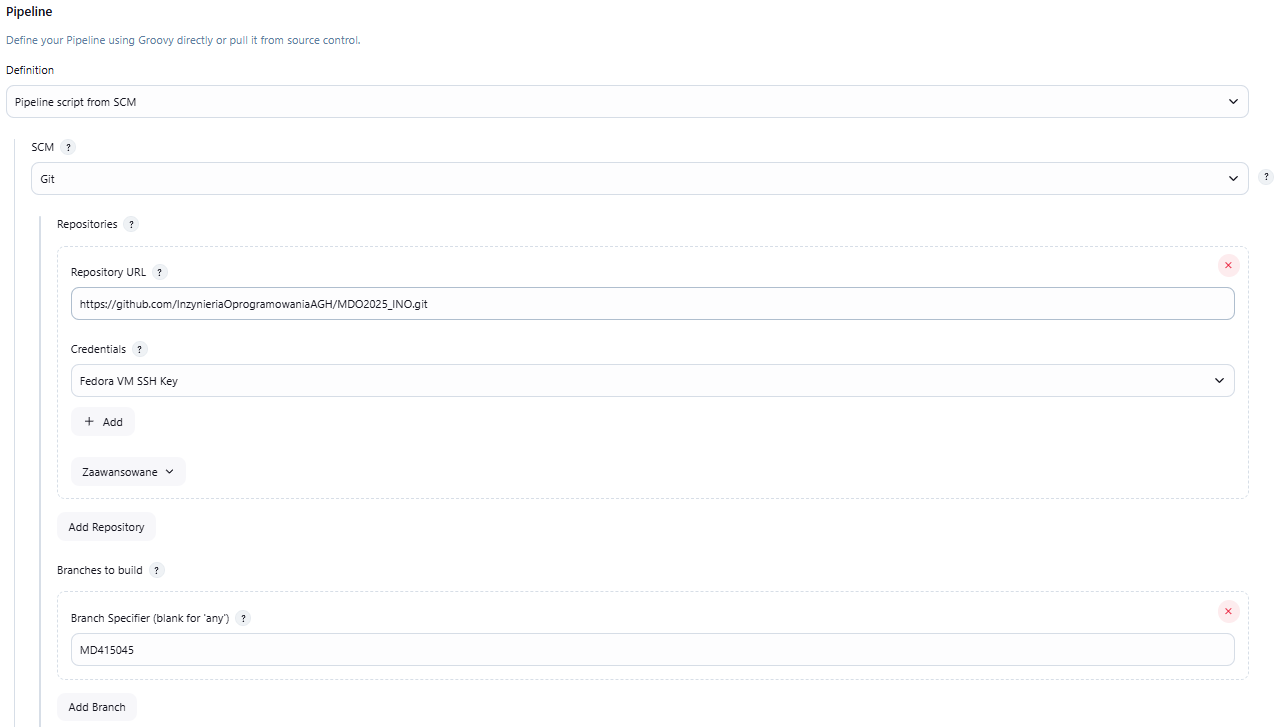 Pipeline
Define your Pipeline using Groovy directly or pull it from source control.
Definition
Pipeline script from SCM
SCM ?
Git
?
Repositories ?
Repository URL ?
https://github.com/InzynieriaOprogramowaniaAGH/MDO2025_INO.git
Credentials ?
Fedora VM SSH Key
+ Add
Zaawansowane
Add Repository
Branches to build ?
Branch Specifier (blank for 'any') ?
MD415045
Add Branch